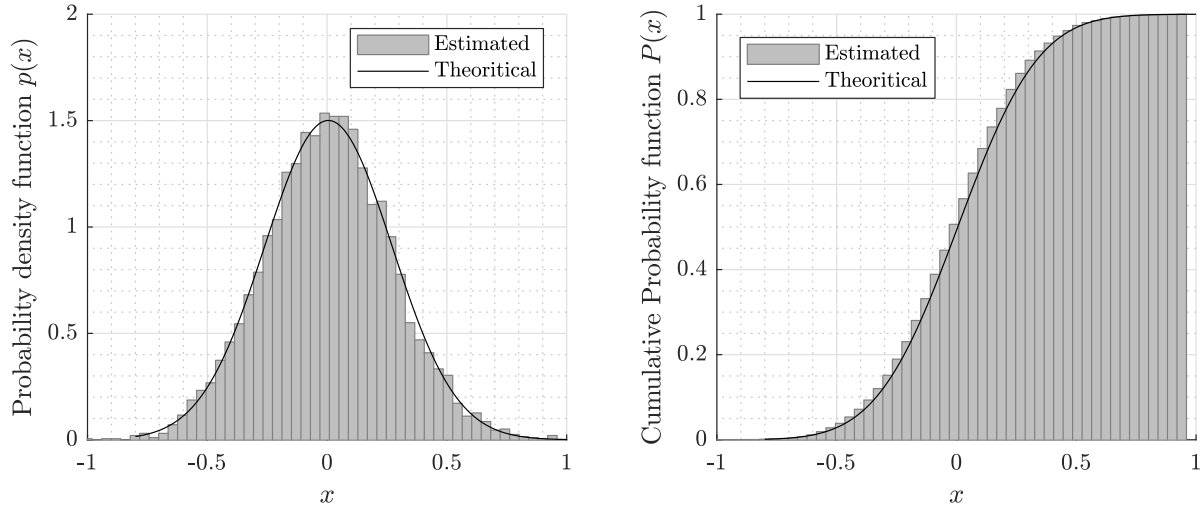 Probability density function p(x)
2
1.5
1
0.5
0
-1
-0.5
0
0.5
1
x
Estimated
Theoritical
Cumulative Probability function P(x)
1
0.8
0.6
0.4
0.2
0
-1
-0.5
0
0.5
1
x
Estimated
Theoritical